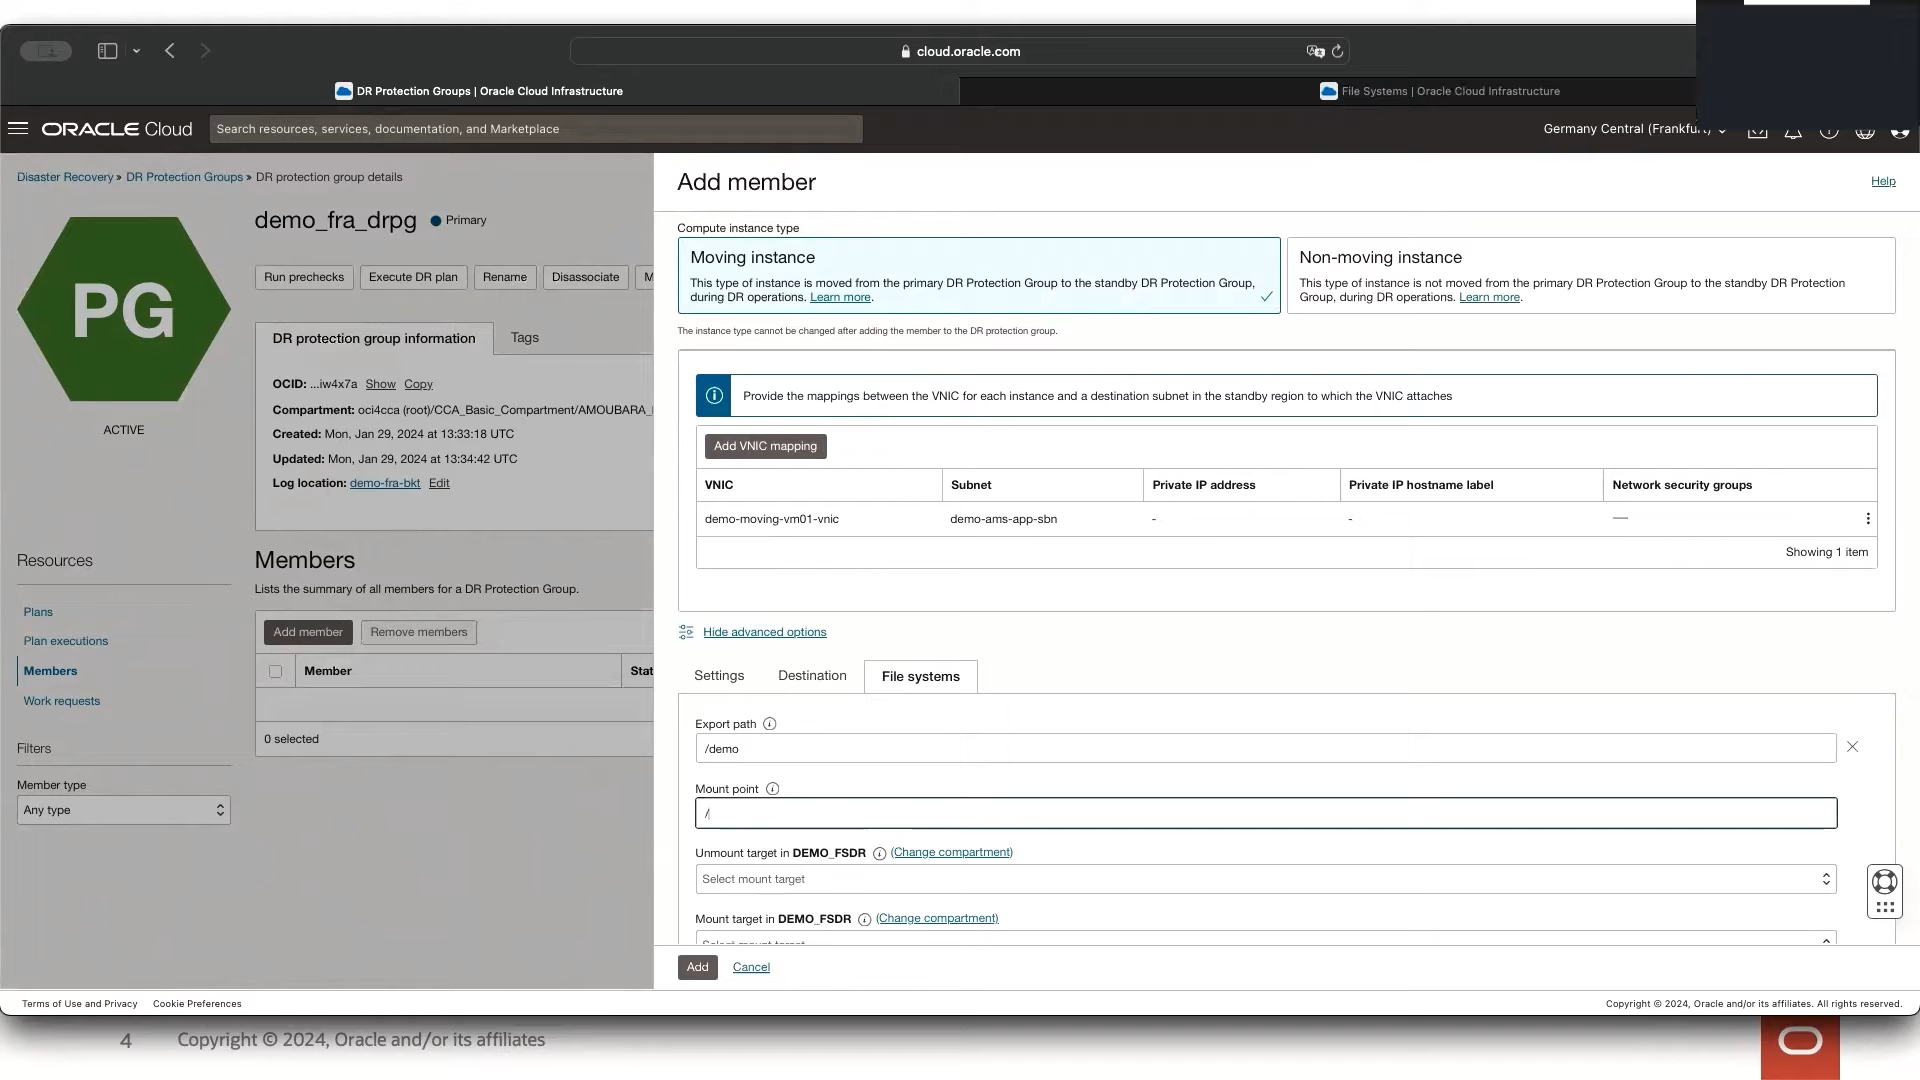 cloud.oracle.com
DR Protection Groups | Oracle Cloud Infrastructure
File Systems | Oracle Cloud Infrastructure
ORACLE Cloud
Search resources, services, documentation, and Marketplace
Germany Central (Frankfurt)
Disaster Recovery » DR Protection Groups » DR protection group details
PG
ACTIVE
demo_fra_drpg
Primary
Run prechecks
Execute DR plan
Rename
Disassociate
M
DR protection group information
Tags
OCID: ...iw4x7a Show Copy
Compartment: oci4cca (root)/CCA_Basic_Compartment/AMOUBARA_
Created: Mon, Jan 29, 2024 at 13:33:18 UTC
Updated: Mon, Jan 29, 2024 at 13:34:42 UTC
Log location: demo-fra-bkt Edit
Resources
Plans
Plan executions
Members
Work requests
Filters
Member type
Any type
Members
Lists the summary of all members for a DR Protection Group.
Add member
Remove members
Member
Stat
0 selected
Add member
Help
Compute instance type
Moving instance
This type of instance is moved from the primary DR Protection Group to the standby DR Protection Group,
during DR operations. Learn more.
Non-moving instance
This type of instance is not moved from the primary DR Protection Group to the standby DR Protection
Group, during DR operations. Learn more.
The instance type cannot be changed after adding the member to the DR protection group.
Provide the mappings between the VNIC for each instance and a destination subnet in the standby region to which the VNIC attaches
Add VNIC mapping
VNIC Subnet Private IP address Private IP hostname label Network security groups
demo-moving-vm01-vnic demo-ams-app-sbn - - —
Showing 1 item
Hide advanced options
Settings
Destination
File systems
Export path
/demo
Mount point
/
Unmount target in DEMO_FSDR (Change compartment)
Select mount target
Mount target in DEMO_FSDR (Change compartment)
Select mount target
Add
Cancel
Terms of Use and Privacy
Cookie Preferences
Copyright © 2024, Oracle and/or its affiliates. All rights reserved.
4
Copyright © 2024, Oracle and/or its affiliates